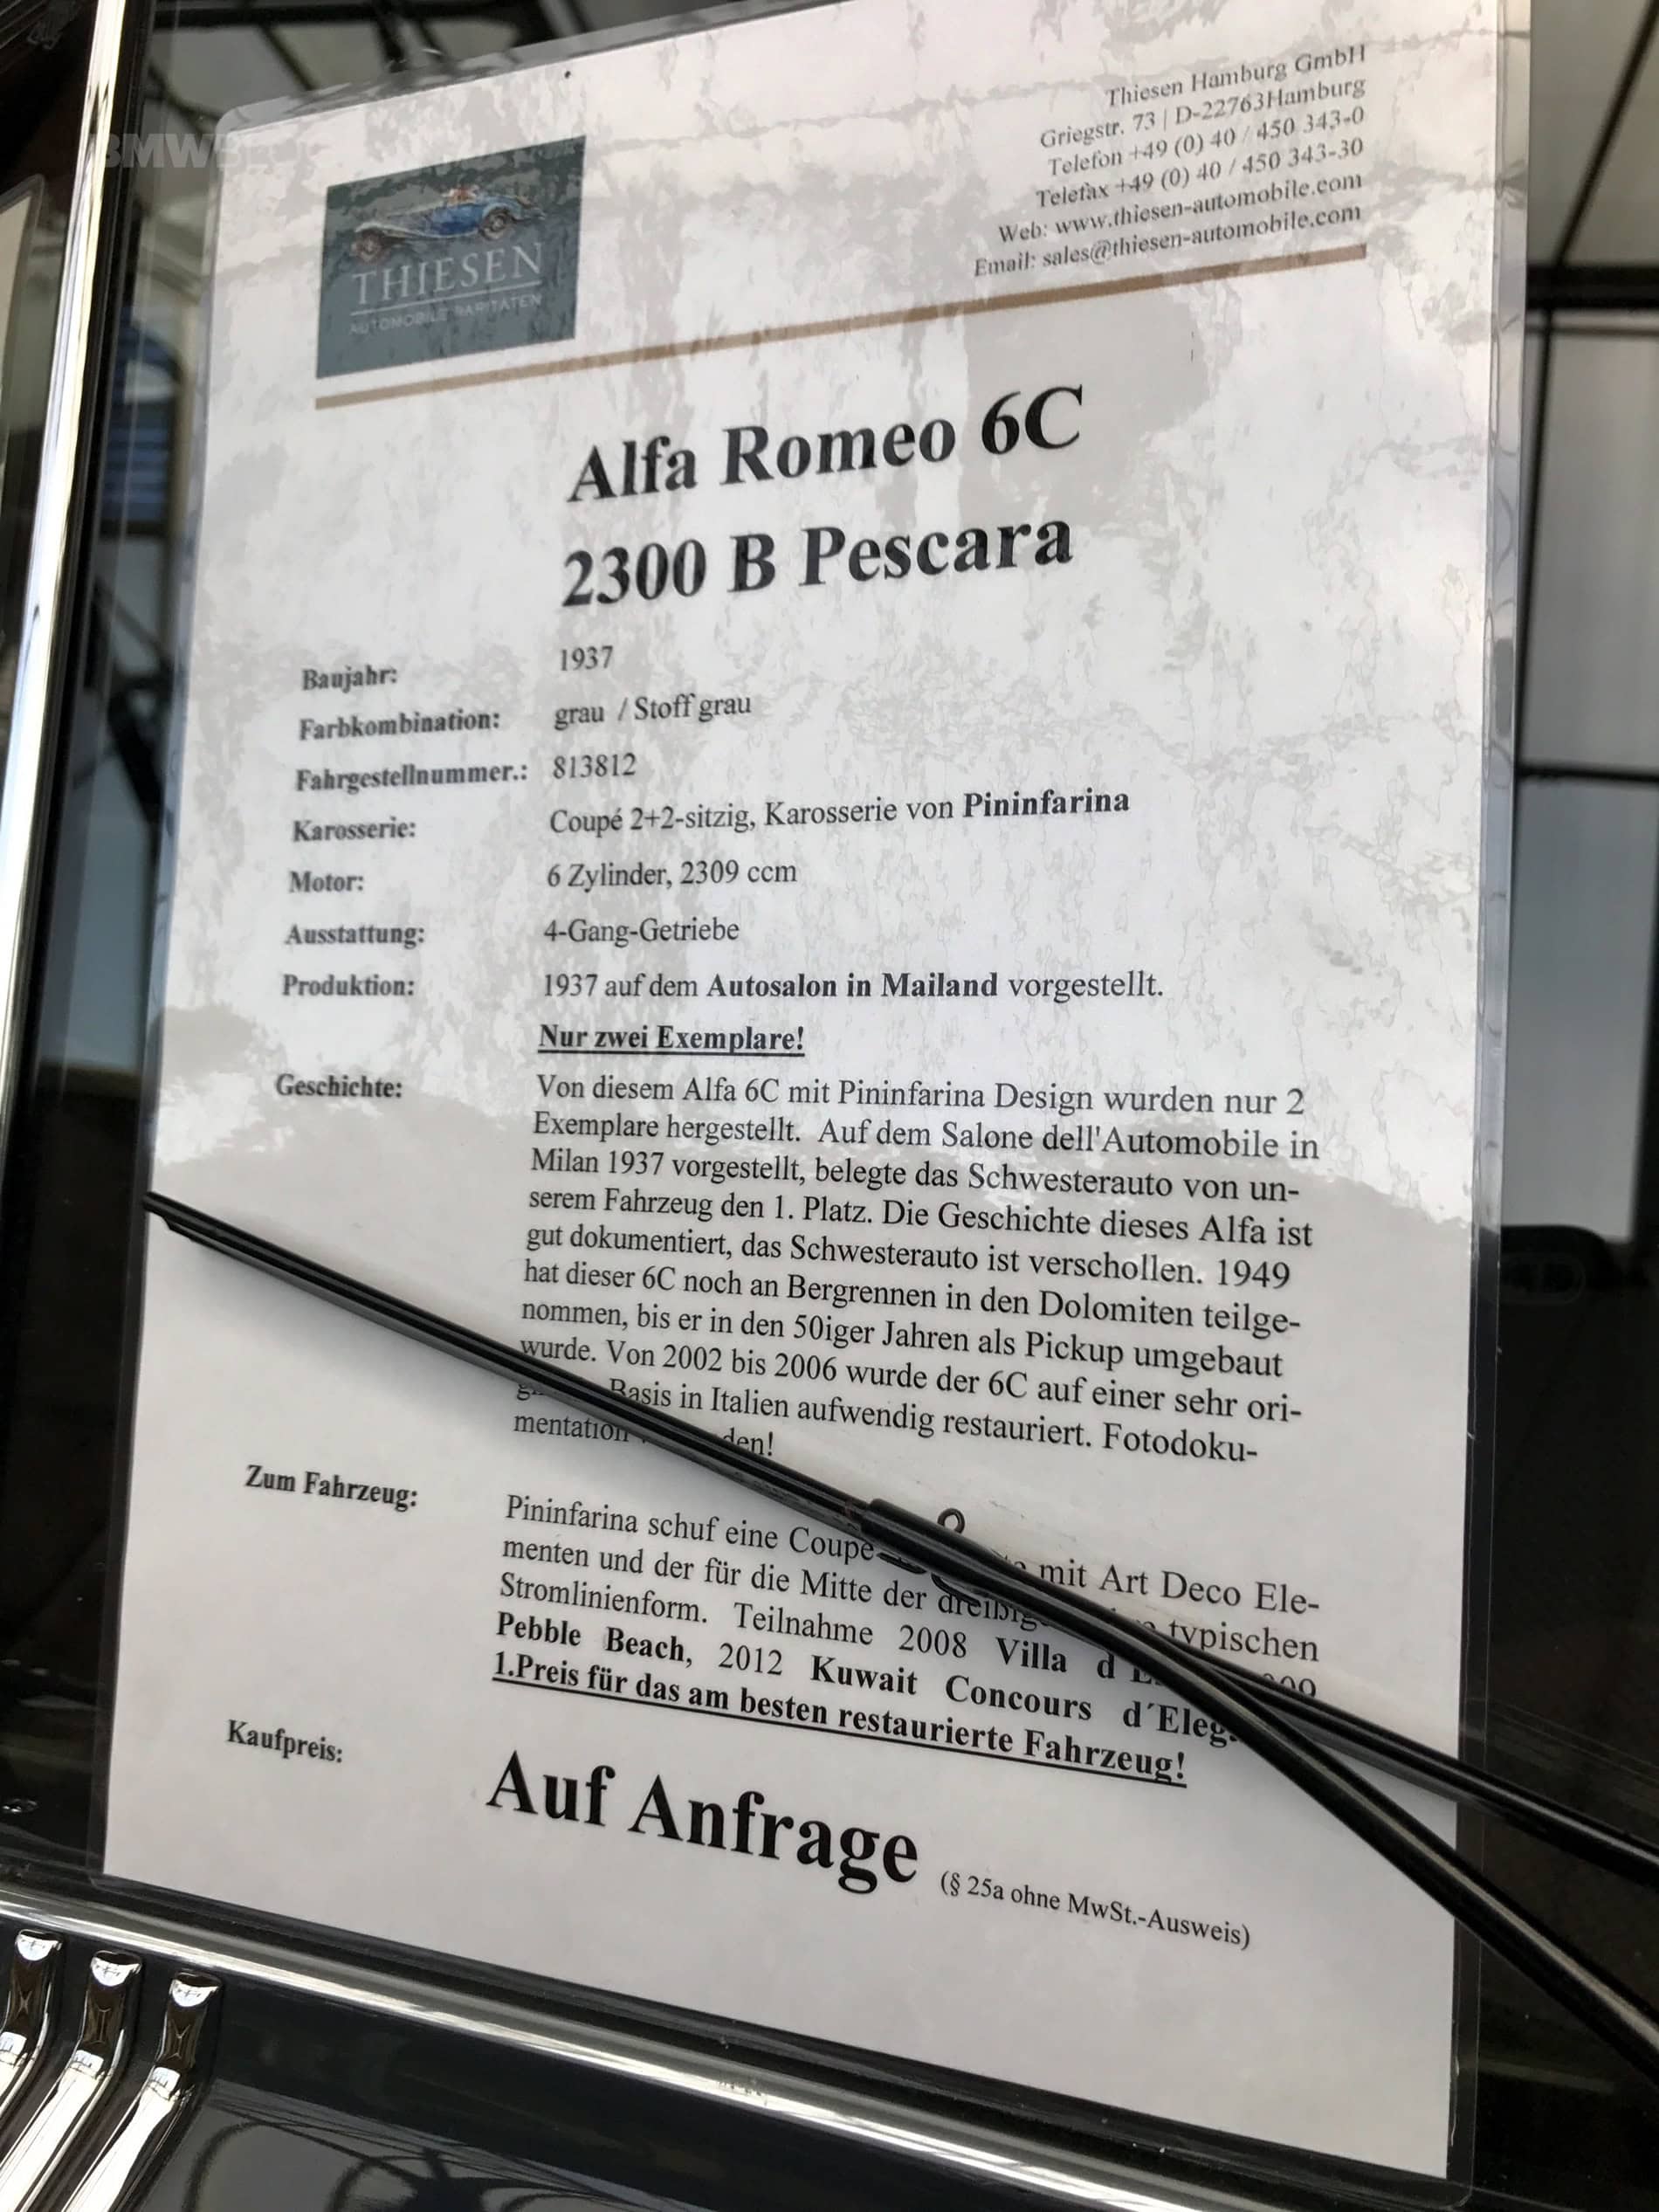 BMW
Thiesen Hamburg GmbH
Griegstr. 73 | D-22763Hamburg
Telefon +49 (0) 40 / 450 343-0
Telefax +49 (0) 40 / 450 343-30
Web: www.thiesen-automobile.com
Email: sales@thiesen-automobile.com
THIESEN
AUTOMOBILE RARITÄTEN
Alfa Romeo 6C
2300 B Pescara
Baujahr: 1937
Farbkombination: grau / Stoff grau
Fahrgestellnummer.: 813812
Karosserie: Coupé 2+2-sitzig, Karosserie von Pininfarina
Motor: 6 Zylinder, 2309 ccm
Ausstattung: 4-Gang-Getriebe
Produktion: 1937 auf dem Autosalon in Mailand vorgestellt.
Nur zwei Exemplare!
Geschichte: Von diesem Alfa 6C mit Pininfarina Design wurden nur 2
Exemplare hergestellt. Auf dem Salone dell'Automobile in
Milan 1937 vorgestellt, belegte das Schwesterauto von un-
serem Fahrzeug den 1. Platz. Die Geschichte dieses Alfa ist
gut dokumentiert, das Schwesterauto ist verschollen. 1949
hat dieser 6C noch an Bergrennen in den Dolomiten teilge-
nommen, bis er in den 50iger Jahren als Pickup umgebaut
wurde. Von 2002 bis 2006 wurde der 6C auf einer sehr ori-
Basis in Italien aufwendig restauriert. Fotodoku-
mentation
Zum Fahrzeug: Pininfarina schuf eine Coupe mit Art Deco Ele-
menten und der für die Mitte der typischen
Stromlinienform. Teilnahme 2008 Villa d
Pebble Beach, 2012 Kuwait Concours
1.Preis für das am besten restaurierte Fahrzeug!
Kaufpreis: Auf Anfrage (§ 25a ohne MwSt.-Ausweis)